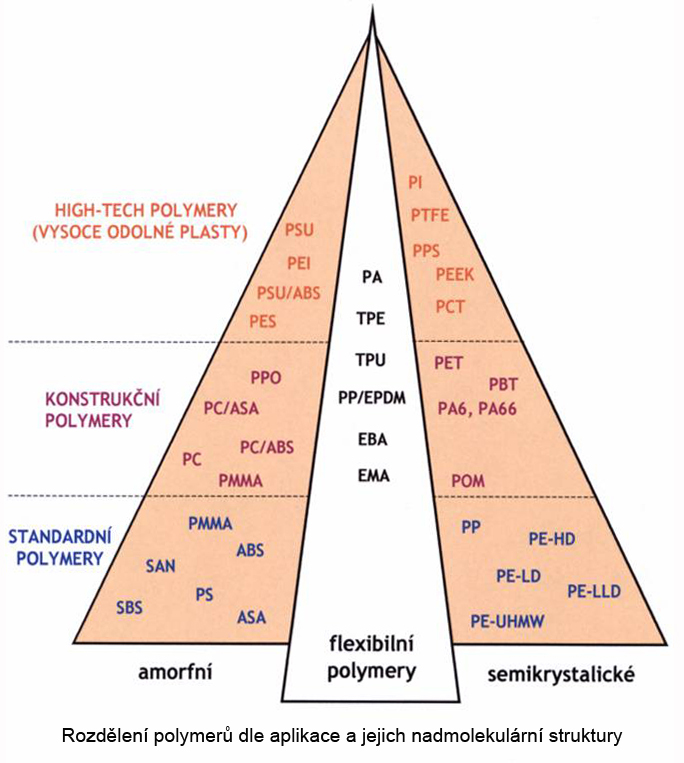 HIGH-TECH POLYMERY
(VYSOCE ODOLNÉ PLASTY)
PSU
PEI
PSU/ABS
PES
PI
PTFE
PPS
PEEK
PCT
PA
TPE
TPU
PP/EPDM
EBA
EMA
KONSTRUKČNÍ
POLYMERY
PPO
PC/ASA
PC/ABS
PC
PMMA
PET
PBT
PA6, PA66
POM
STANDARDNÍ
POLYMERY
PMMA
ABS
SAN
PS
SBS
ASA
PP
PE-HD
PE-LD
PE-LLD
PE-UHMW
amorfní
flexibilní
polymery
semikrystalické
Rozdělení polymerů dle aplikace a jejich nadmolekulární struktury